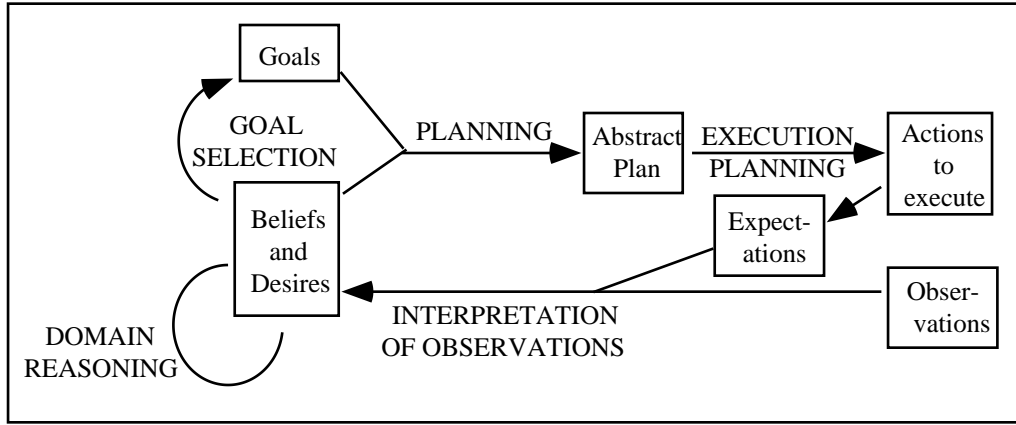 Goals
GOAL
SELECTION
PLANNING
Abstract
Plan
EXECUTION
PLANNING
Actions
to
execute
Beliefs
and
Desires
Expect-
ations
Obser-
vations
INTERPRETATION
OF OBSERVATIONS
DOMAIN
REASONING